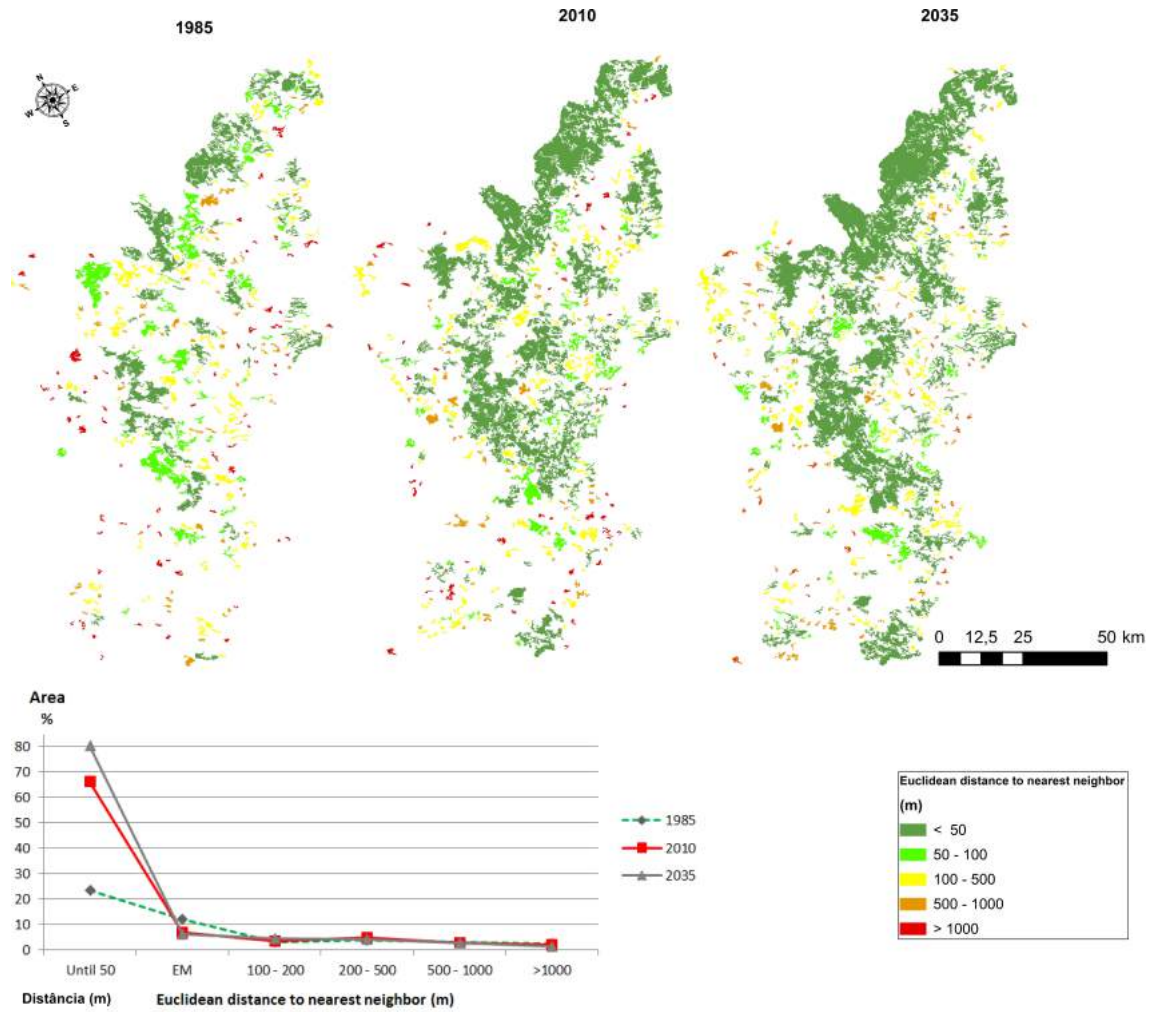 1985
2010
2035
N
E
W
S
0 12,5 25 50 km
Area
%
80
70
60
50
40
30
20
10
0
Until 50 EM 100 - 200 200 - 500 500 - 1000 >1000
Distância (m) Euclidean distance to nearest neighbor (m)
1985
2010
2035
Euclidean distance to nearest neighbor
(m)
< 50
50 - 100
100 - 500
500 - 1000
> 1000